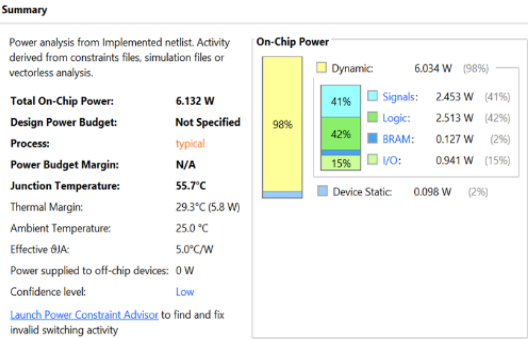 Summary
Power analysis from Implemented netlist. Activity
derived from constraints files, simulation files or
vectorless analysis.
Total On-Chip Power: 6.132 W
Design Power Budget: Not Specified
Process: typical
Power Budget Margin: N/A
Junction Temperature: 55.7°C
Thermal Margin: 29.3°C (5.8 W)
Ambient Temperature: 25.0 °C
Effective ϑJA: 5.0°C/W
Power supplied to off-chip devices: 0 W
Confidence level: Low
Launch Power Constraint Advisor to find and fix
invalid switching activity
On-Chip Power
98%
Dynamic: 6.034 W (98%)
41% Signals: 2.453 W (41%)
42% Logic: 2.513 W (42%)
BRAM: 0.127 W (2%)
15% I/O: 0.941 W (15%)
Device Static: 0.098 W (2%)